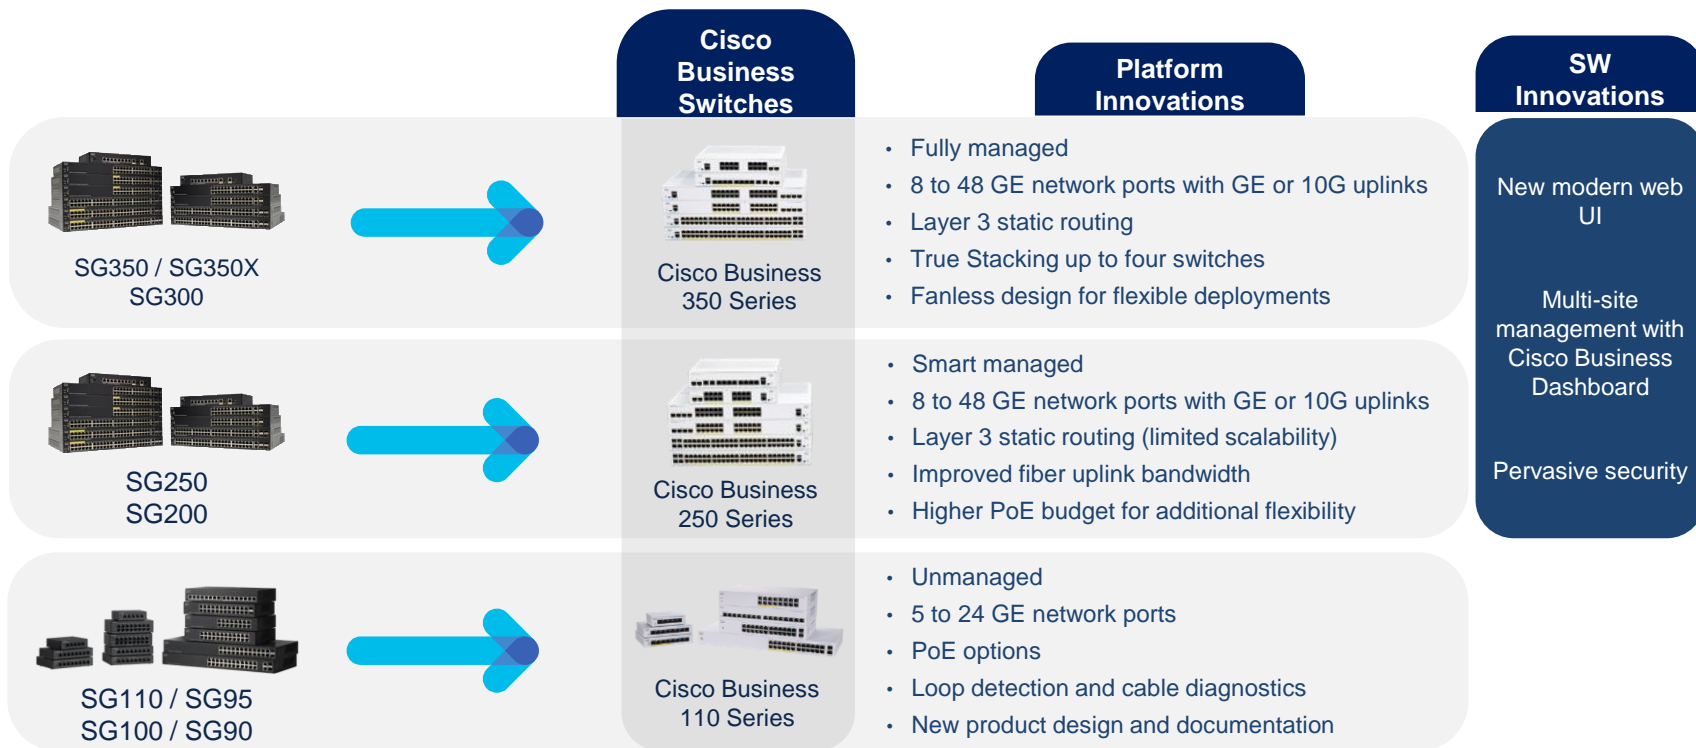 Cisco
Business
Switches
Platform
Innovations
SW
Innovations
SG350 / SG350X
SG300
Cisco Business
350 Series
• Fully managed
• 8 to 48 GE network ports with GE or 10G uplinks
• Layer 3 static routing
• True Stacking up to four switches
• Fanless design for flexible deployments
New modern web
UI
Multi-site
management with
Cisco Business
Dashboard
Pervasive security
SG250
SG200
Cisco Business
250 Series
• Smart managed
• 8 to 48 GE network ports with GE or 10G uplinks
• Layer 3 static routing (limited scalability)
• Improved fiber uplink bandwidth
• Higher PoE budget for additional flexibility
SG110 / SG95
SG100 / SG90
Cisco Business
110 Series
• Unmanaged
• 5 to 24 GE network ports
• PoE options
• Loop detection and cable diagnostics
• New product design and documentation